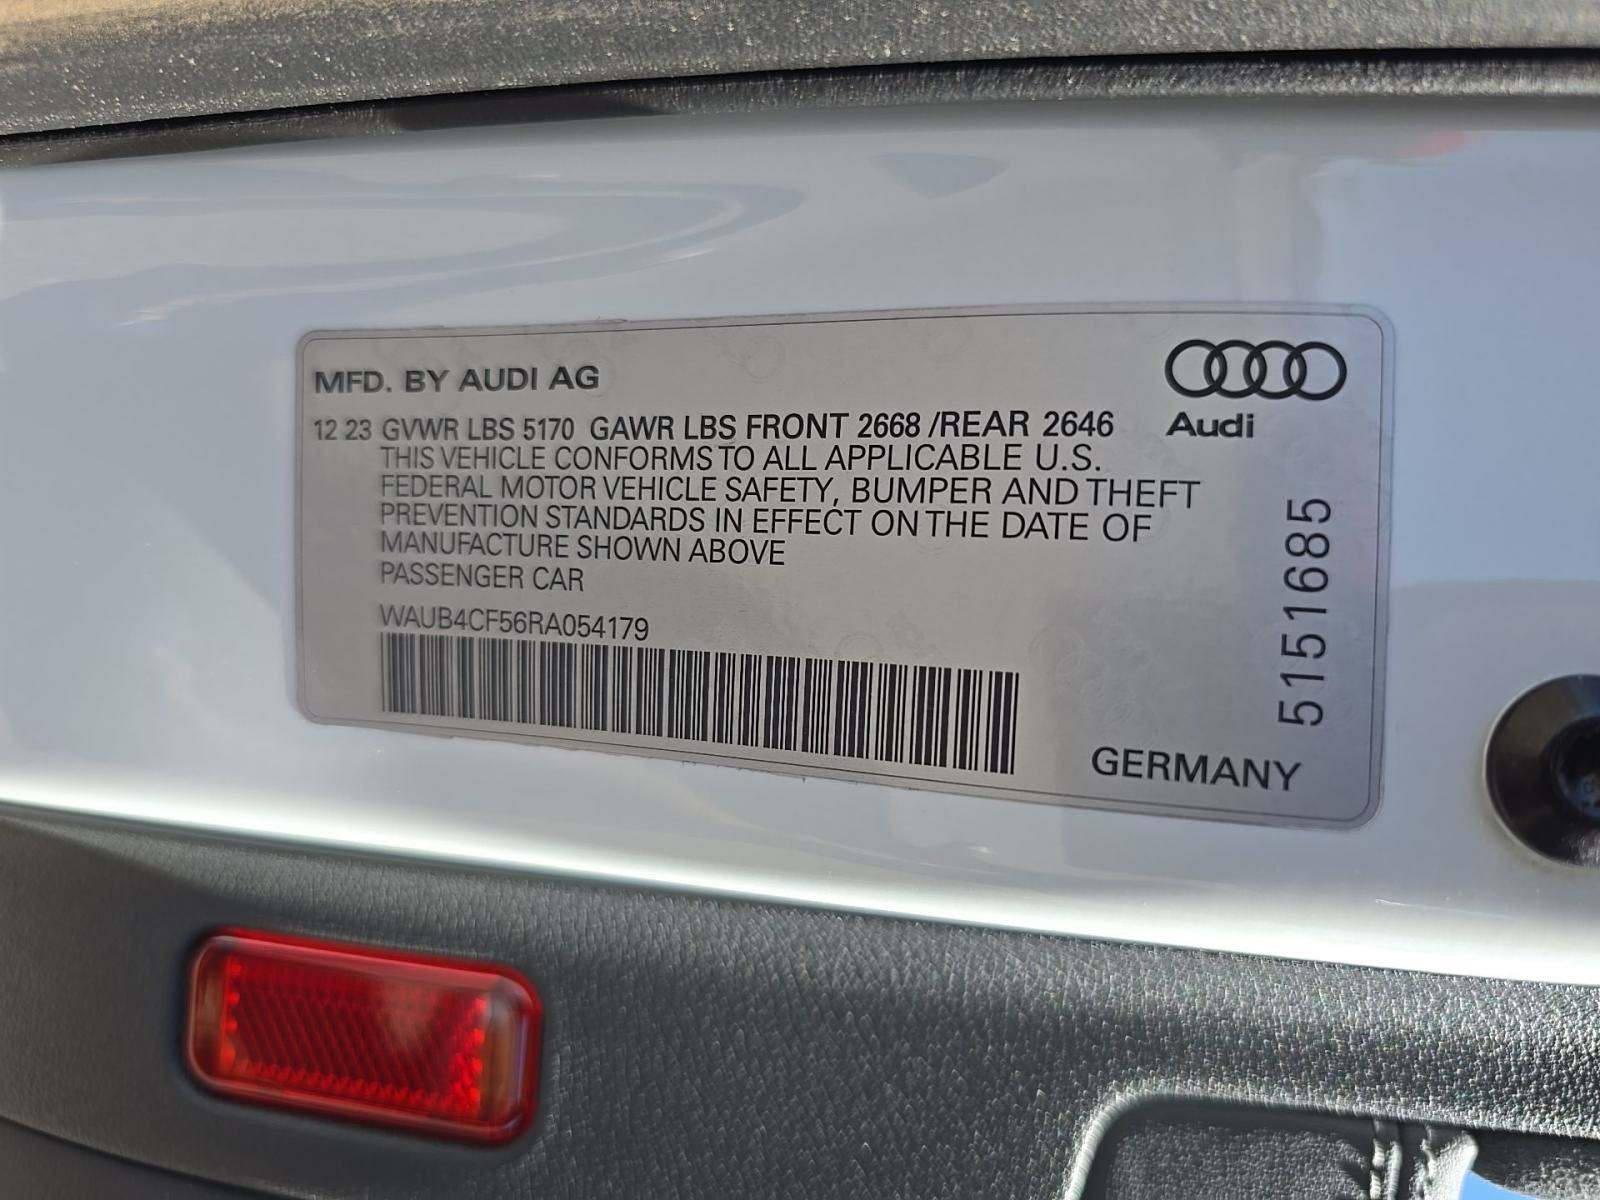 MFD. BY AUDI AG
Audi
12 23 GVWR LBS 5170 GAWR LBS FRONT 2668 /REAR 2646
THIS VEHICLE CONFORMS TO ALL APPLICABLE U.S.
FEDERAL MOTOR VEHICLE SAFETY, BUMPER AND THEFT
PREVENTION STANDARDS IN EFFECT ON THE DATE OF
MANUFACTURE SHOWN ABOVE
PASSENGER CAR
WAUB4CF56RA054179
5151685
GERMANY